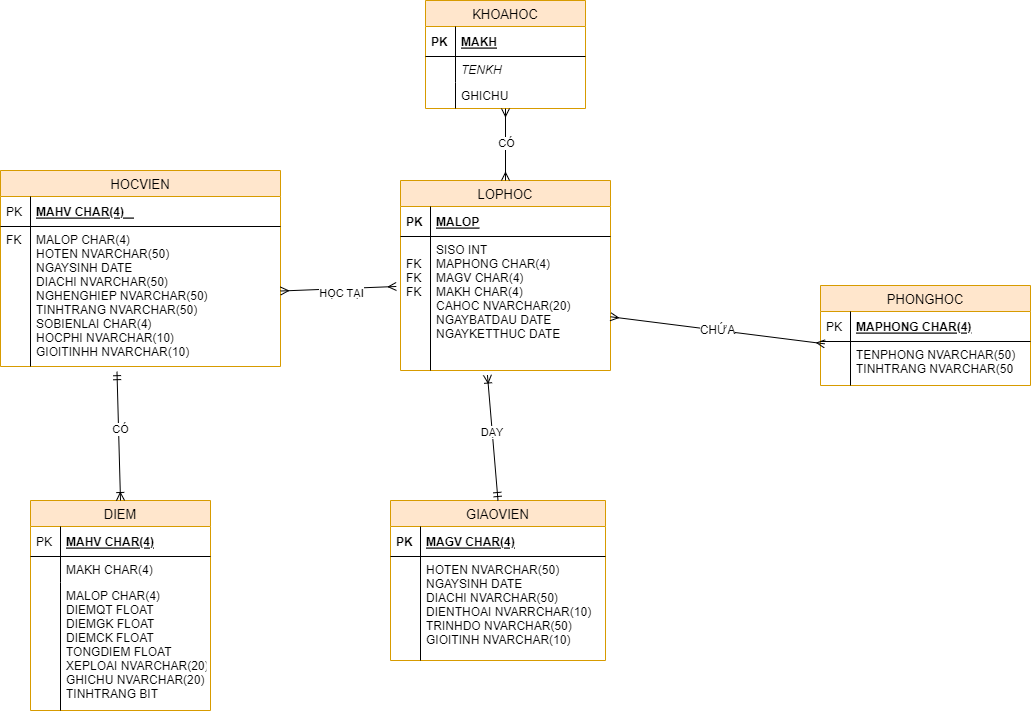 KHOAHOC
PK MAKH
TENKH
GHICHU
CÓ
HOCVIEN
PK MAHV CHAR(4)
FK MALOP CHAR(4)
HOTEN NVARCHAR(50)
NGAYSINH DATE
DIACHI NVARCHAR(50)
NGHENGHIEP NVARCHAR(50)
TINHTRANG NVARCHAR(50)
SOBIENLAI CHAR(4)
HOCPHI NVARCHAR(10)
GIOITINHH NVARCHAR(10)
HỌC TẠI
LOPHOC
PK MALOP
SISO INT
FK MAPHONG CHAR(4)
FK MAGV CHAR(4)
FK MAKH CHAR(4)
CAHOC NVARCHAR(20)
NGAYBATDAU DATE
NGAYKETTHUC DATE
CHỨA
PHONGHOC
PK MAPHONG CHAR(4)
TENPHONG NVARCHAR(50)
TINHTRANG NVARCHAR(50
CÓ
DẠY
DIEM
PK MAHV CHAR(4)
MAKH CHAR(4)
MALOP CHAR(4)
DIEMQT FLOAT
DIEMGK FLOAT
DIEMCK FLOAT
TONGDIEM FLOAT
XEPLOAI NVARCHAR(20)
GHICHU NVARCHAR(20)
TINHTRANG BIT
GIAOVIEN
PK MAGV CHAR(4)
HOTEN NVARCHAR(50)
NGAYSINH DATE
DIACHI NVARCHAR(50)
DIENTHOAI NVARRCHAR(10)
TRINHDO NVARCHAR(50)
GIOITINH NVARCHAR(10)